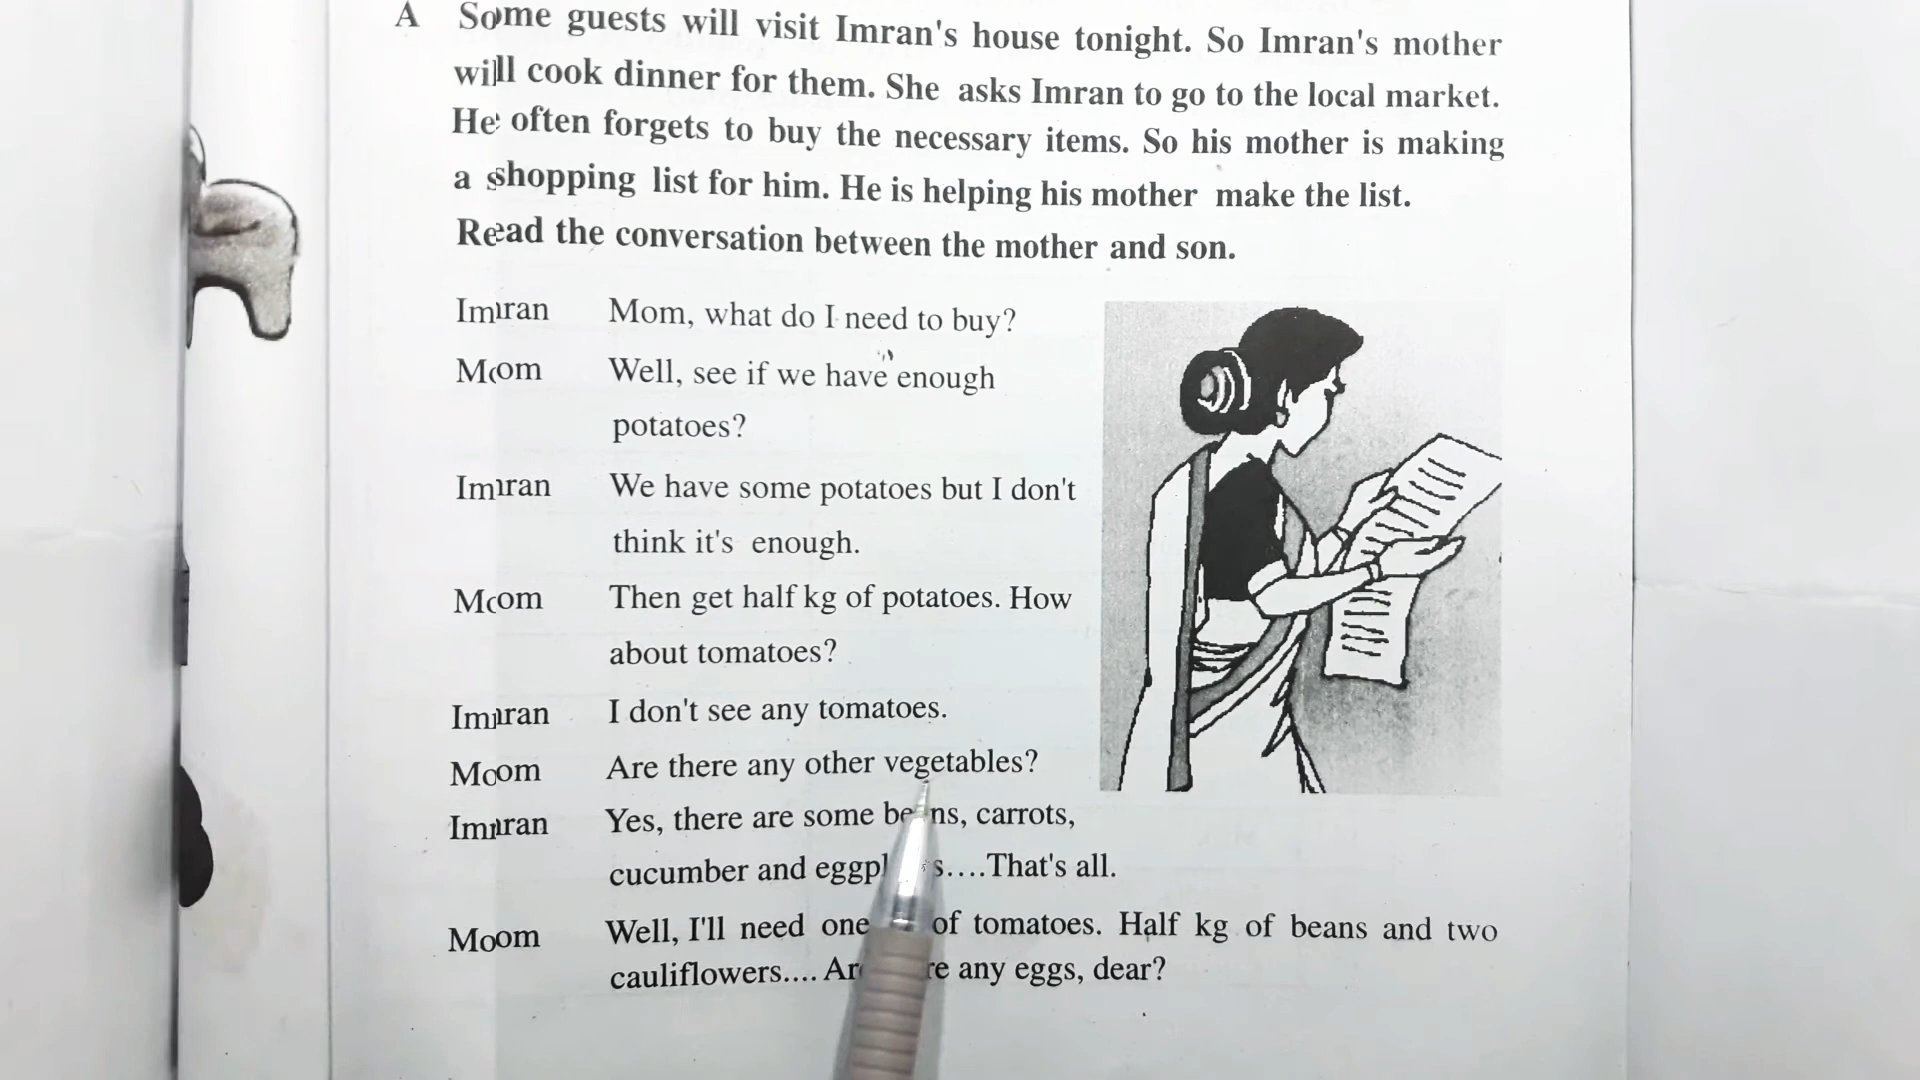 A Some guests will visit Imran's house tonight. So Imran's mother
will cook dinner for them. She asks Imran to go to the local market.
He often forgets to buy the necessary items. So his mother is making
a shopping list for him. He is helping his mother make the list.
Read the conversation between the mother and son.
Imran Mom, what do I need to buy?
Mom Well, see if we have enough
potatoes?
Imran We have some potatoes but I don't
think it's enough.
Mom Then get half kg of potatoes. How
about tomatoes?
Imran I don't see any tomatoes.
Mom Are there any other vegetables?
Imran Yes, there are some carrots,
cucumber and ....That's all.
Mom Well, I'll need one of tomatoes. Half kg of beans and two
cauliflowers.... any eggs, dear?